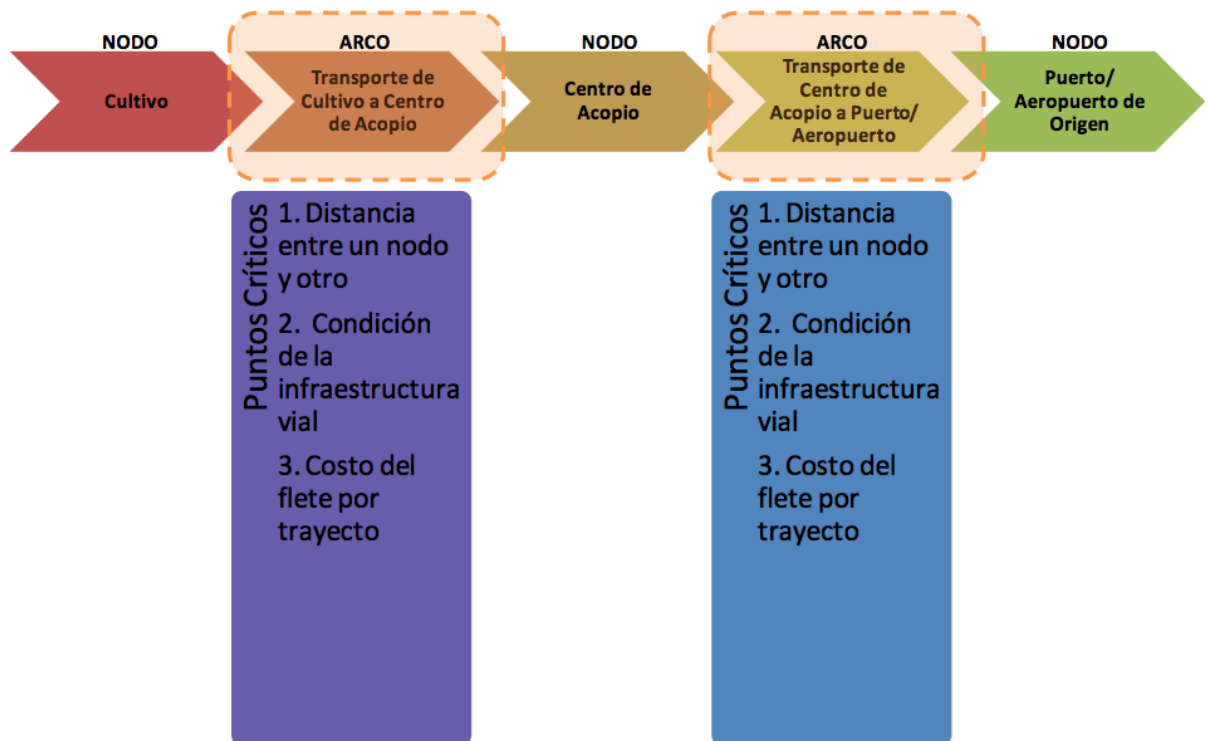 NODO
Cultivo
ARCO
Transporte de
Cultivo a Centro
de Acopio
NODO
Centro de
Acopio
ARCO
Transporte de
Centro de
Acopio a Puerto/
Aeropuerto
NODO
Puerto/
Aeropuerto de
Origen
Puntos Críticos
1. Distancia
entre un nodo
y otro
2. Condición
de la
infraestructura
vial
3. Costo del
flete por
trayecto
Puntos Críticos
1. Distancia
entre un nodo
y otro
2. Condición
de la
infraestructura
vial
3. Costo del
flete por
trayecto